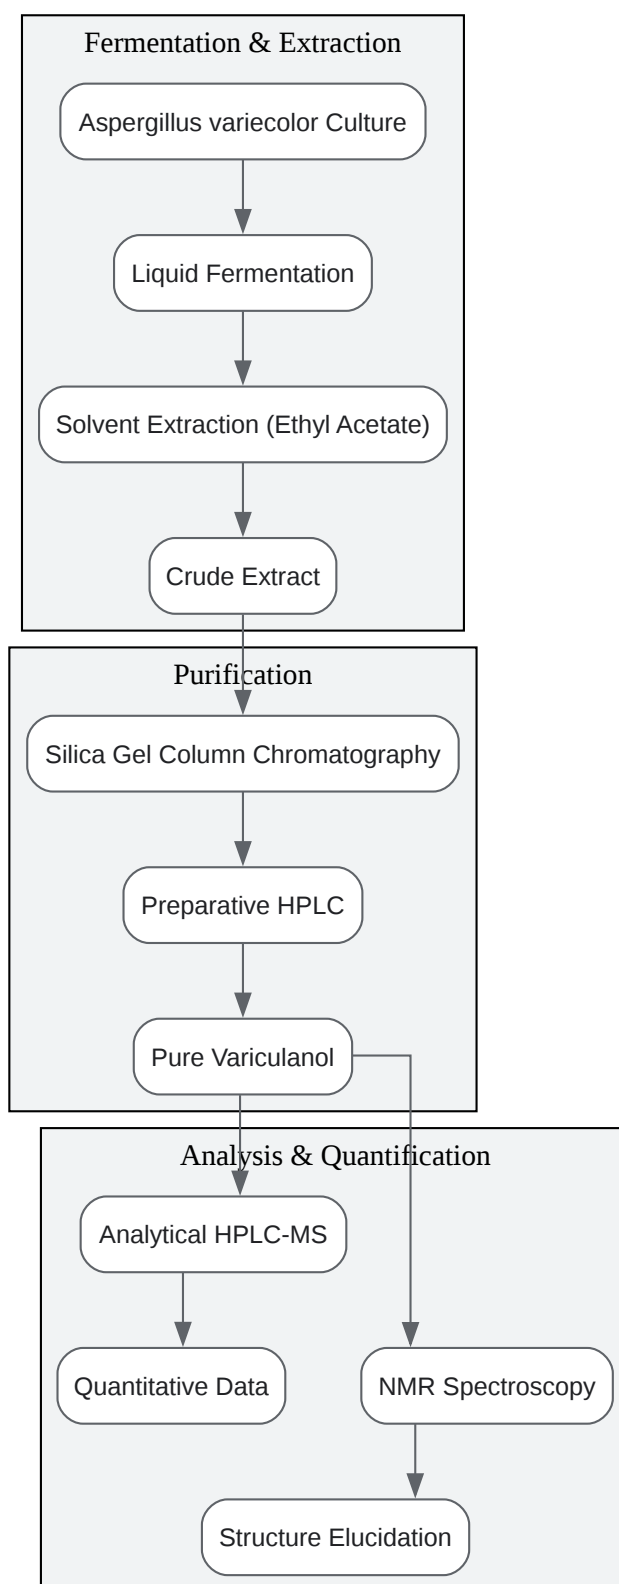 Fermentation & Extraction
Aspergillus variecolor Culture
Liquid Fermentation
Solvent Extraction (Ethyl Acetate)
Crude Extract
Purification
Silica Gel Column Chromatography
Preparative HPLC
Pure Variculanol
Analysis & Quantification
Analytical HPLC-MS
Quantitative Data
NMR Spectroscopy
Structure Elucidation